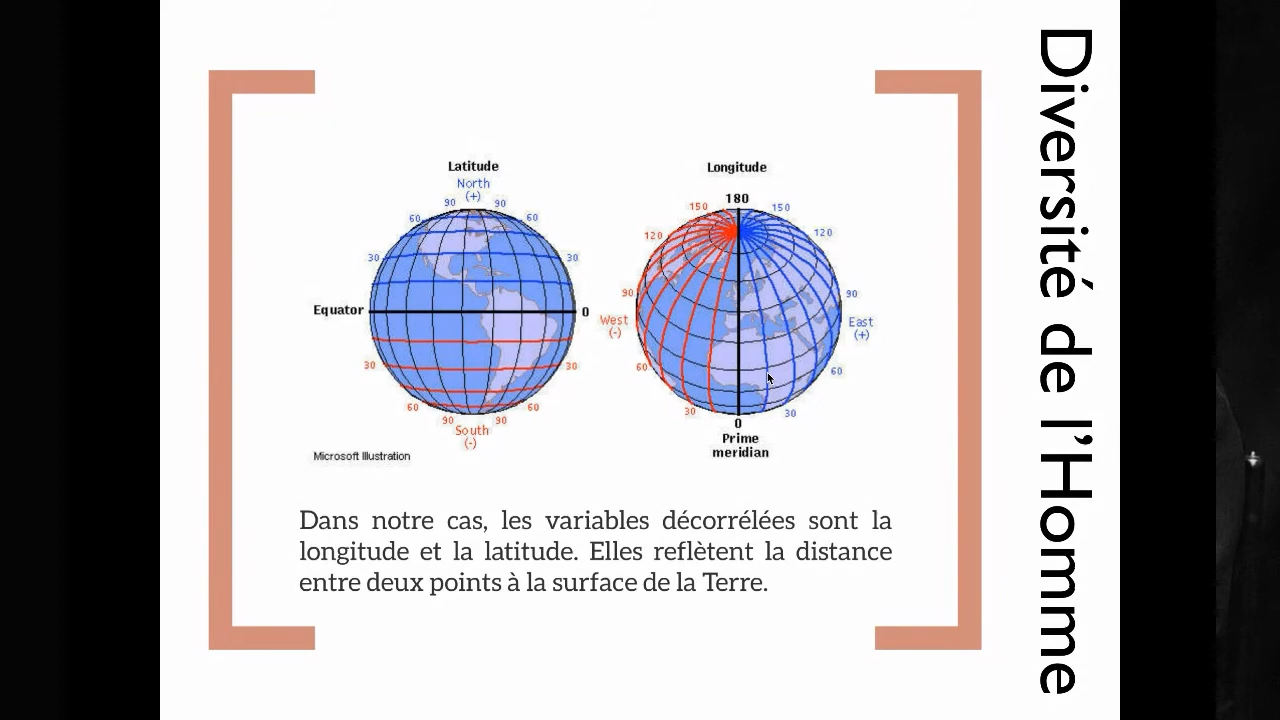 Diversité de l'Homme
Latitude
North
(+)
90 90
60 60
30 30
Equator 0
30 30
60 60
90 90
South
(-)
Microsoft Illustration
Longitude
180
150 150
120 120
90 90
West
(-)
East
(+)
60 60
30 30
0
Prime
meridian
Dans notre cas, les variables décorrélées sont la
longitude et la latitude. Elles reflètent la distance
entre deux points à la surface de la Terre.